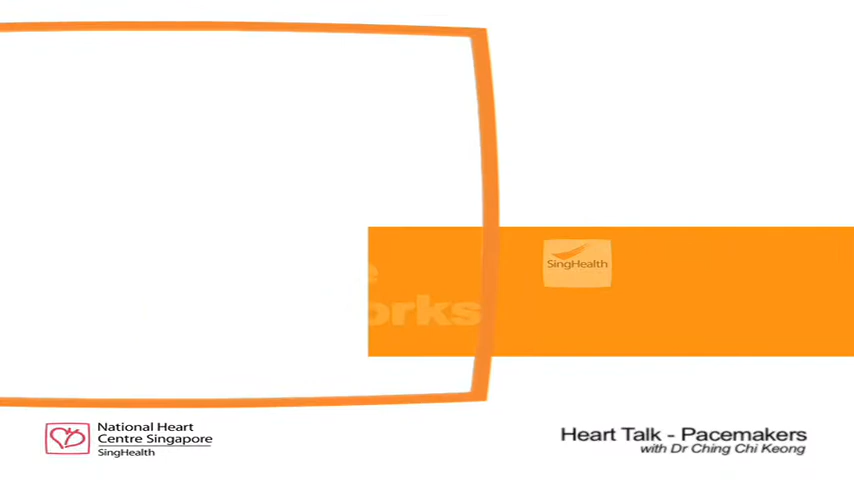 SingHealth
National Heart
Centre Singapore
SingHealth
Heart Talk - Pacemakers
with Dr Ching Chi Keong